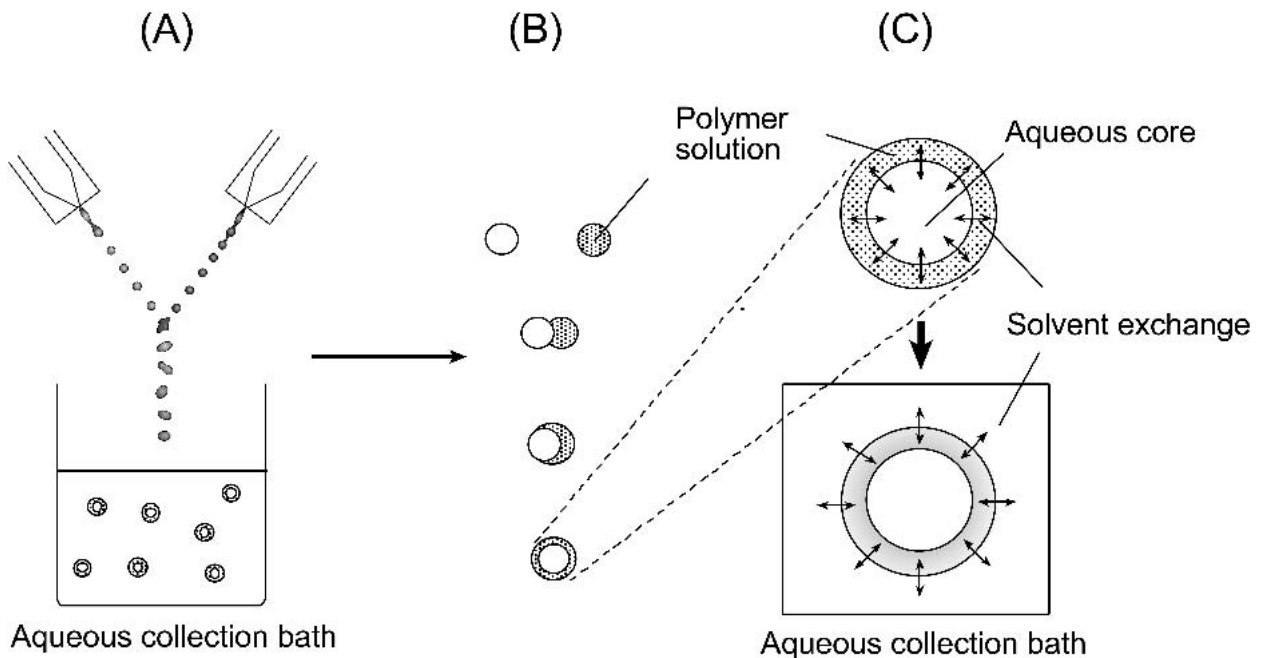 (A)
(B)
(C)
Polymer
solution
Aqueous core
Solvent exchange
Aqueous collection bath
Aqueous collection bath